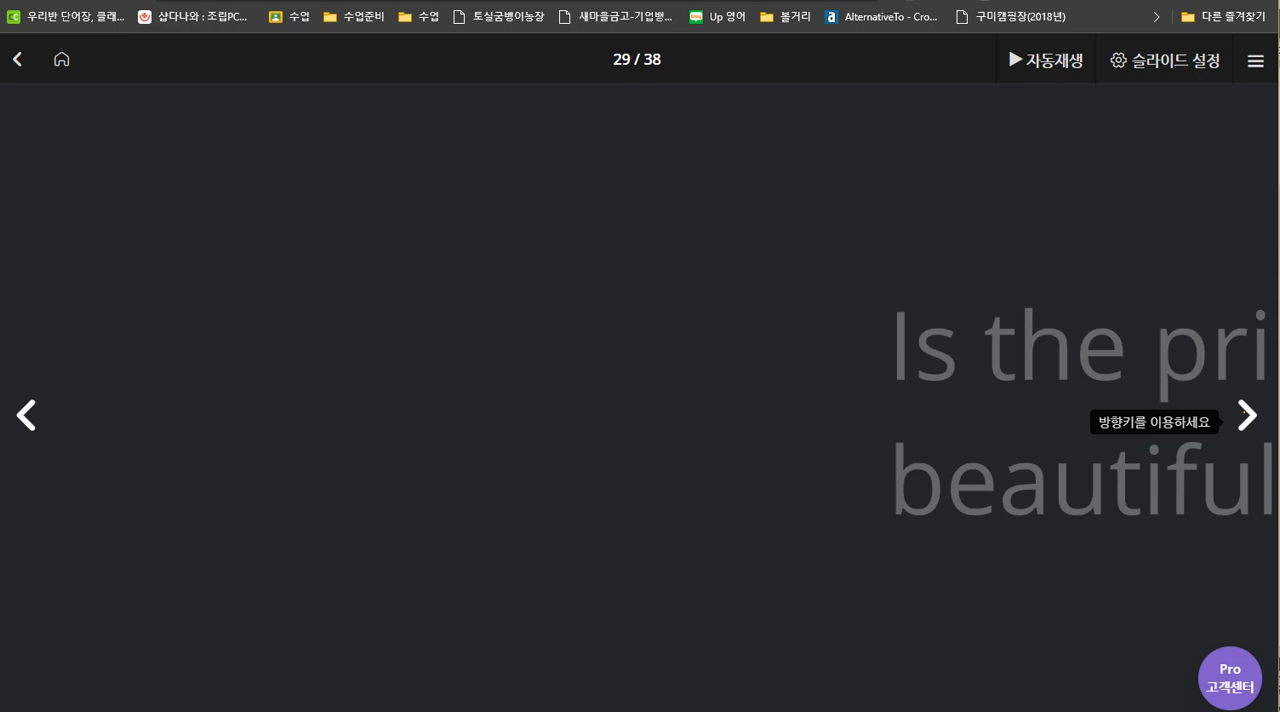 우리반 단어장, 클래... 샵다나와 : 조립PC... 수업 수업준비 수업 토실굼벵이농장 새마을금고-기업뱅... Up 영어 볼거리 AlternativeTo - Cro... 구미캠핑장(2018년) 다른 즐겨찾기
29 / 38 자동재생 슬라이드 설정
Is the pri
방향키를 이용하세요
beautiful
Pro
고객센터